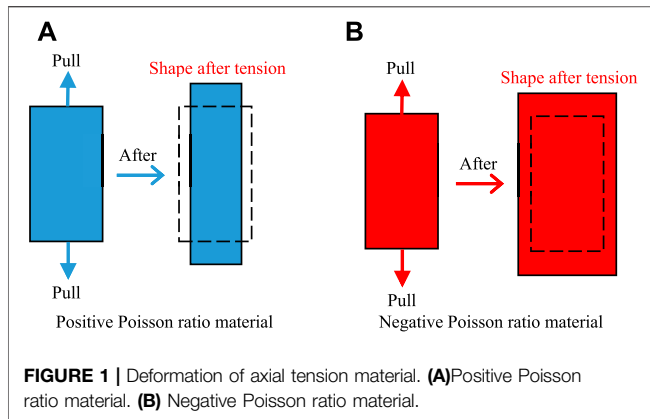 A
Pull
Shape after tension
After
Pull
Positive Poisson ratio material
B
Pull
Shape after tension
After
Pull
Negative Poisson ratio material
FIGURE 1 | Deformation of axial tension material. (A)Positive Poisson
ratio material. (B) Negative Poisson ratio material.